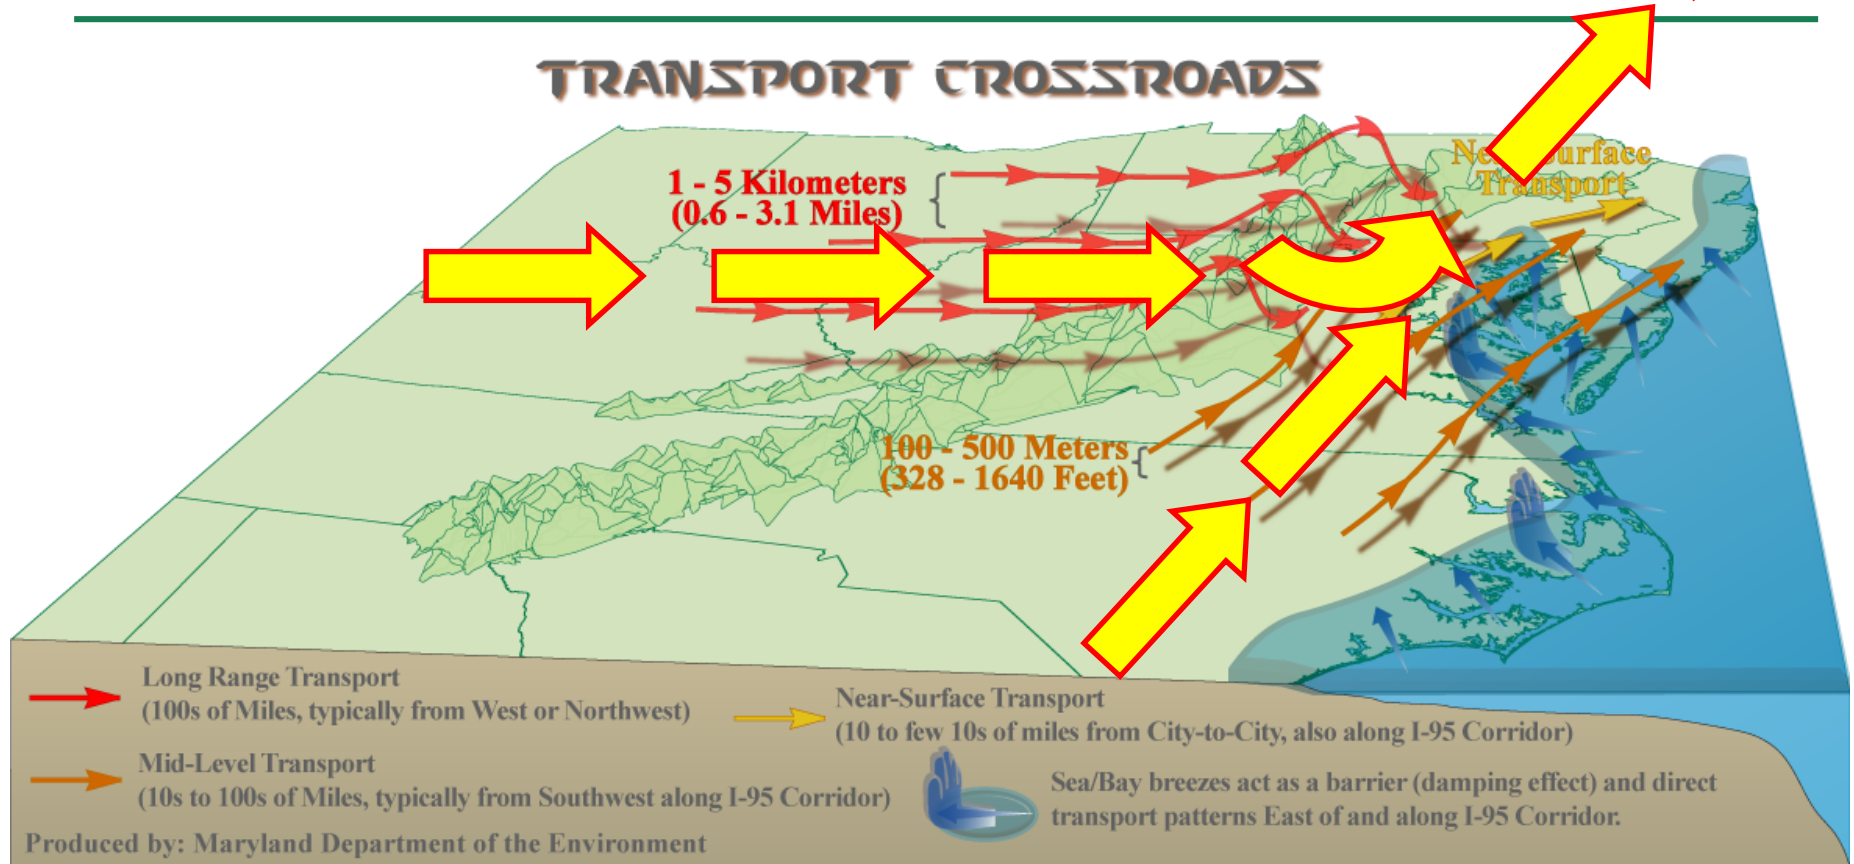 TRANSPORT CROSSROADS
1 - 5 Kilometers
(0.6 - 3.1 Miles)
Near-Surface
Transport
100 - 500 Meters
(328 - 1640 Feet)
Long Range Transport
(100s of Miles, typically from West or Northwest)
Near-Surface Transport
(10 to few 10s of miles from City-to-City, also along I-95 Corridor)
Mid-Level Transport
(10s to 100s of Miles, typically from Southwest along I-95 Corridor)
Sea/Bay breezes act as a barrier (damping effect) and direct
transport patterns East of and along I-95 Corridor.
Produced by: Maryland Department of the Environment